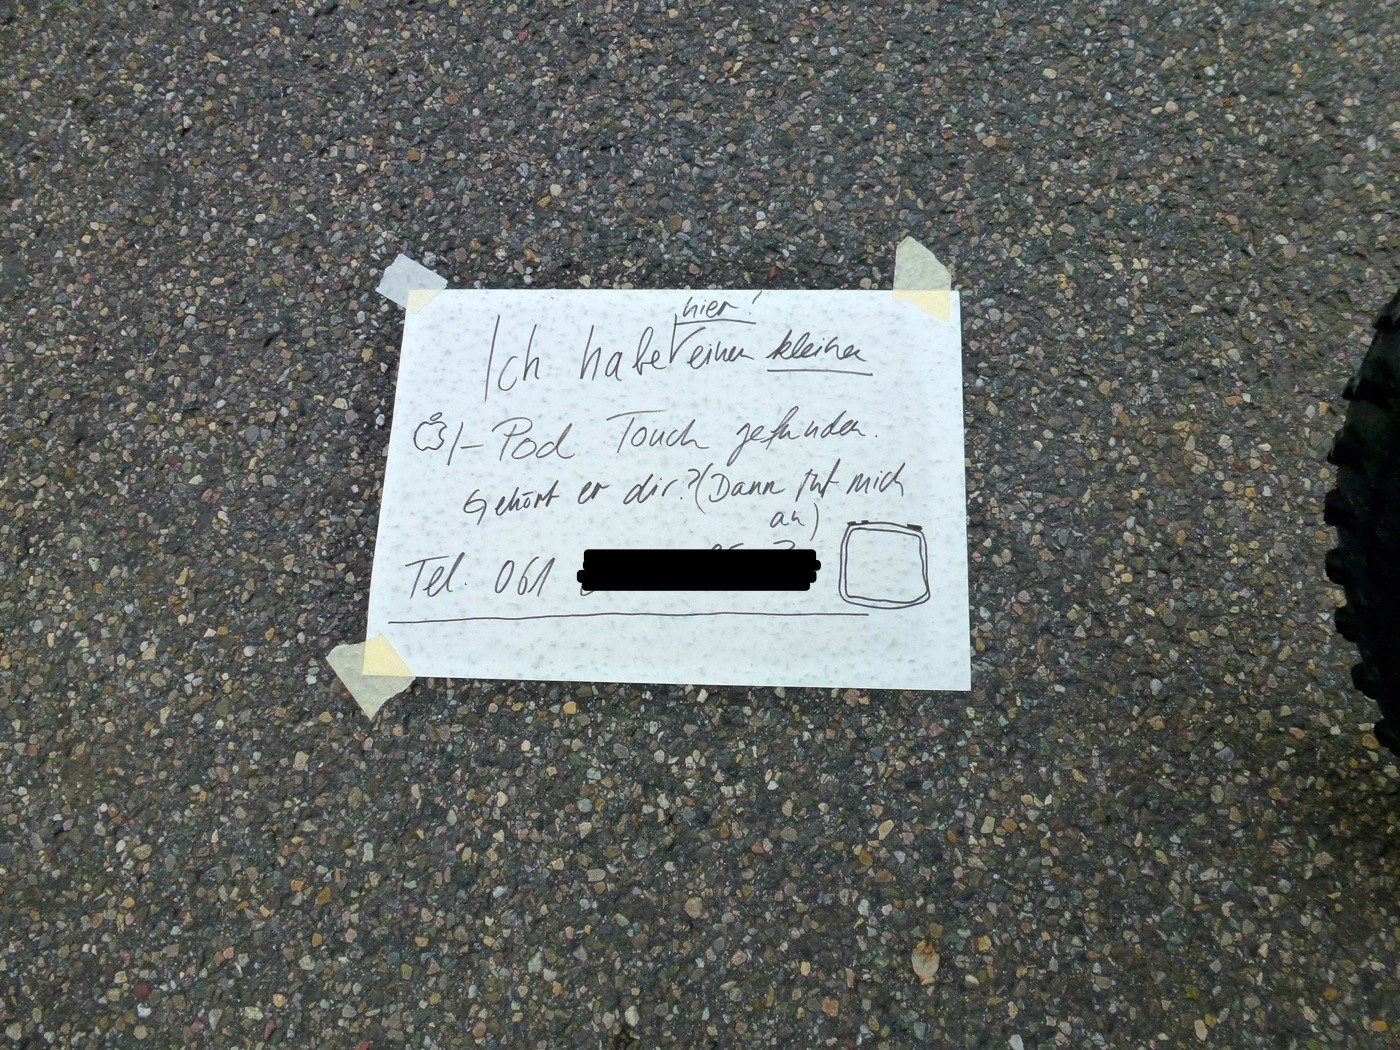 hier!
Ich habe einen kleinen
I-Pod Touch gefunden.
Gehört er dir? (Dann ruf mich
an)
Tel. 061